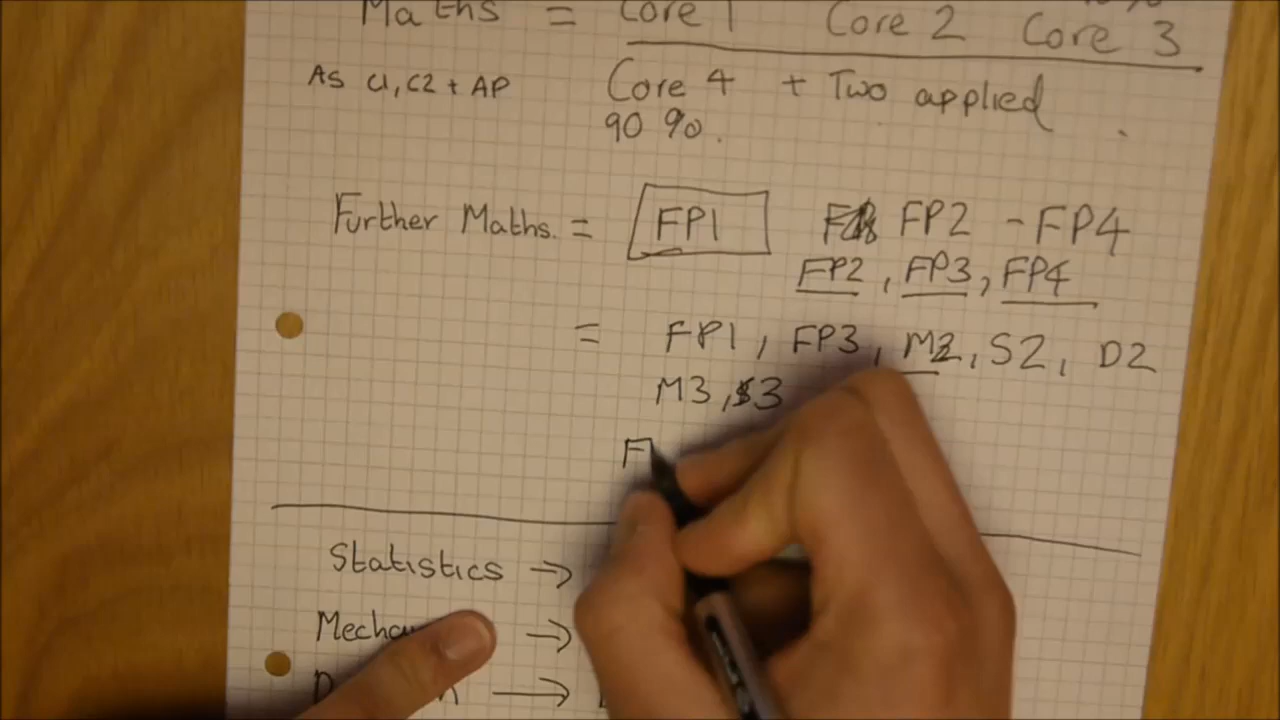 Maths = Core 1 Core 2 Core 3
As C1, C2 + AP Core 4 + Two applied
90 %.
Further Maths. = FP1 FP2 - FP4
FP2, FP3, FP4
= FP1, FP3, M2, S2, D2
M3, S3
F
Statistics →
→
→